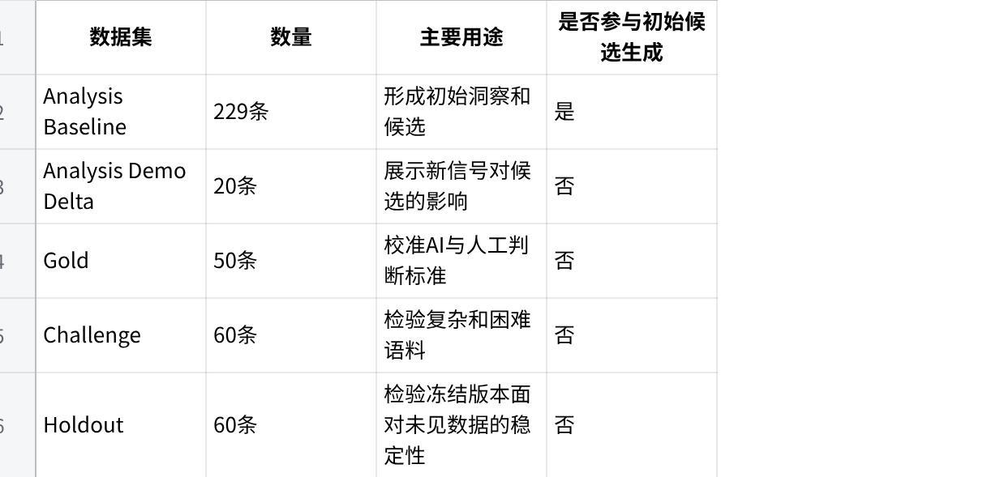 数据集 数量 主要用途 是否参与初始候
选生成
Analysis
Baseline
229条
形成初始洞察和
候选
是
Analysis Demo
Delta
20条
展示新信号对候
选的影响
否
Gold
50条
校准AI与人工判
断标准
否
Challenge
60条
检验复杂和困难
语料
否
Holdout
60条
检验冻结版本面
对未见数据的稳
定性
否